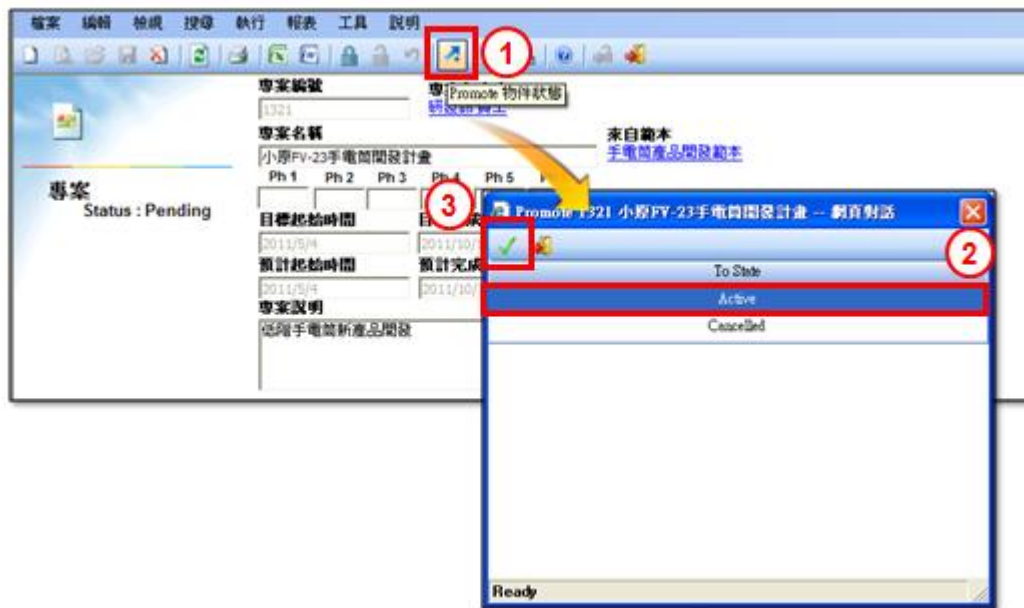 檔案 編輯 檢視 搜尋 執行 報表 工具 說明
1
Promote 物件狀態
專案編號
1321
專案名稱
小原FV-23手電筒開發計畫
來自範本
手電筒產品開發範本
Ph 1 Ph 2 Ph 3 Ph 4 Ph 5
專案
Status : Pending
目標起始時間
2011/5/4
2011/10/
預計起始時間
預計完成
2011/5/4
2011/10/
專案說明
低階手電筒新產品開發
3
Promote 1321 小原FV-23手電筒開發計畫 -- 網頁對話
2
To State
Active
Cancelled
Ready